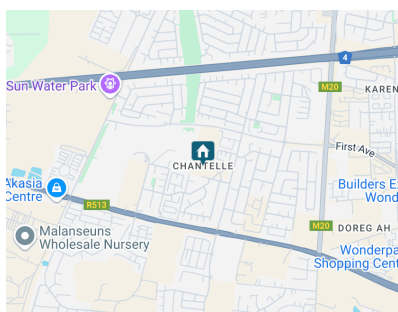 4
Sun Water Park
M20
KAREN
First Ave
CHANTELLE
Akasia
Centre
Builders E
Wond
R513
M20
DOREG AH
Malanseuns
Wholesale Nursery
Wonderpa
Shopping Cent